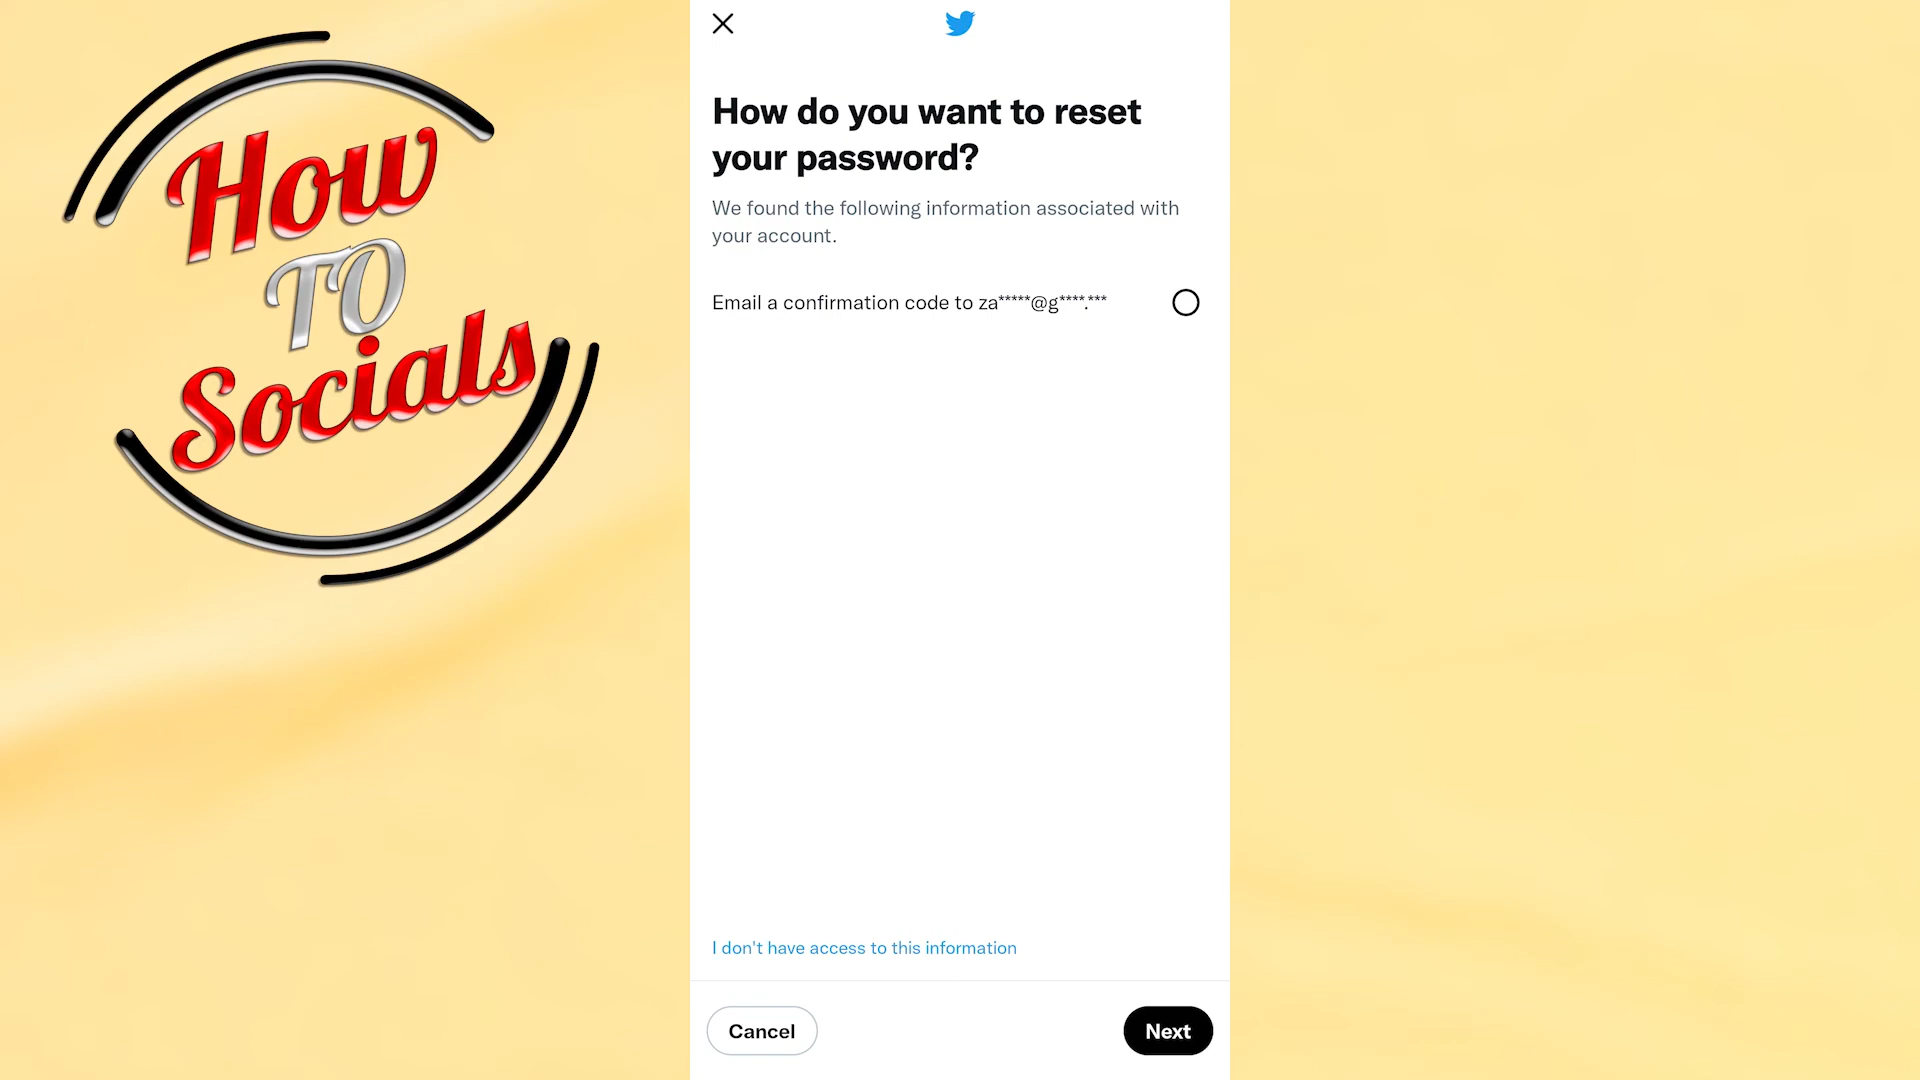 How
TO
Socials
How do you want to reset
your password?
We found the following information associated with
your account.
Email a confirmation code to za*****@g****.***
I don't have access to this information
Cancel
Next